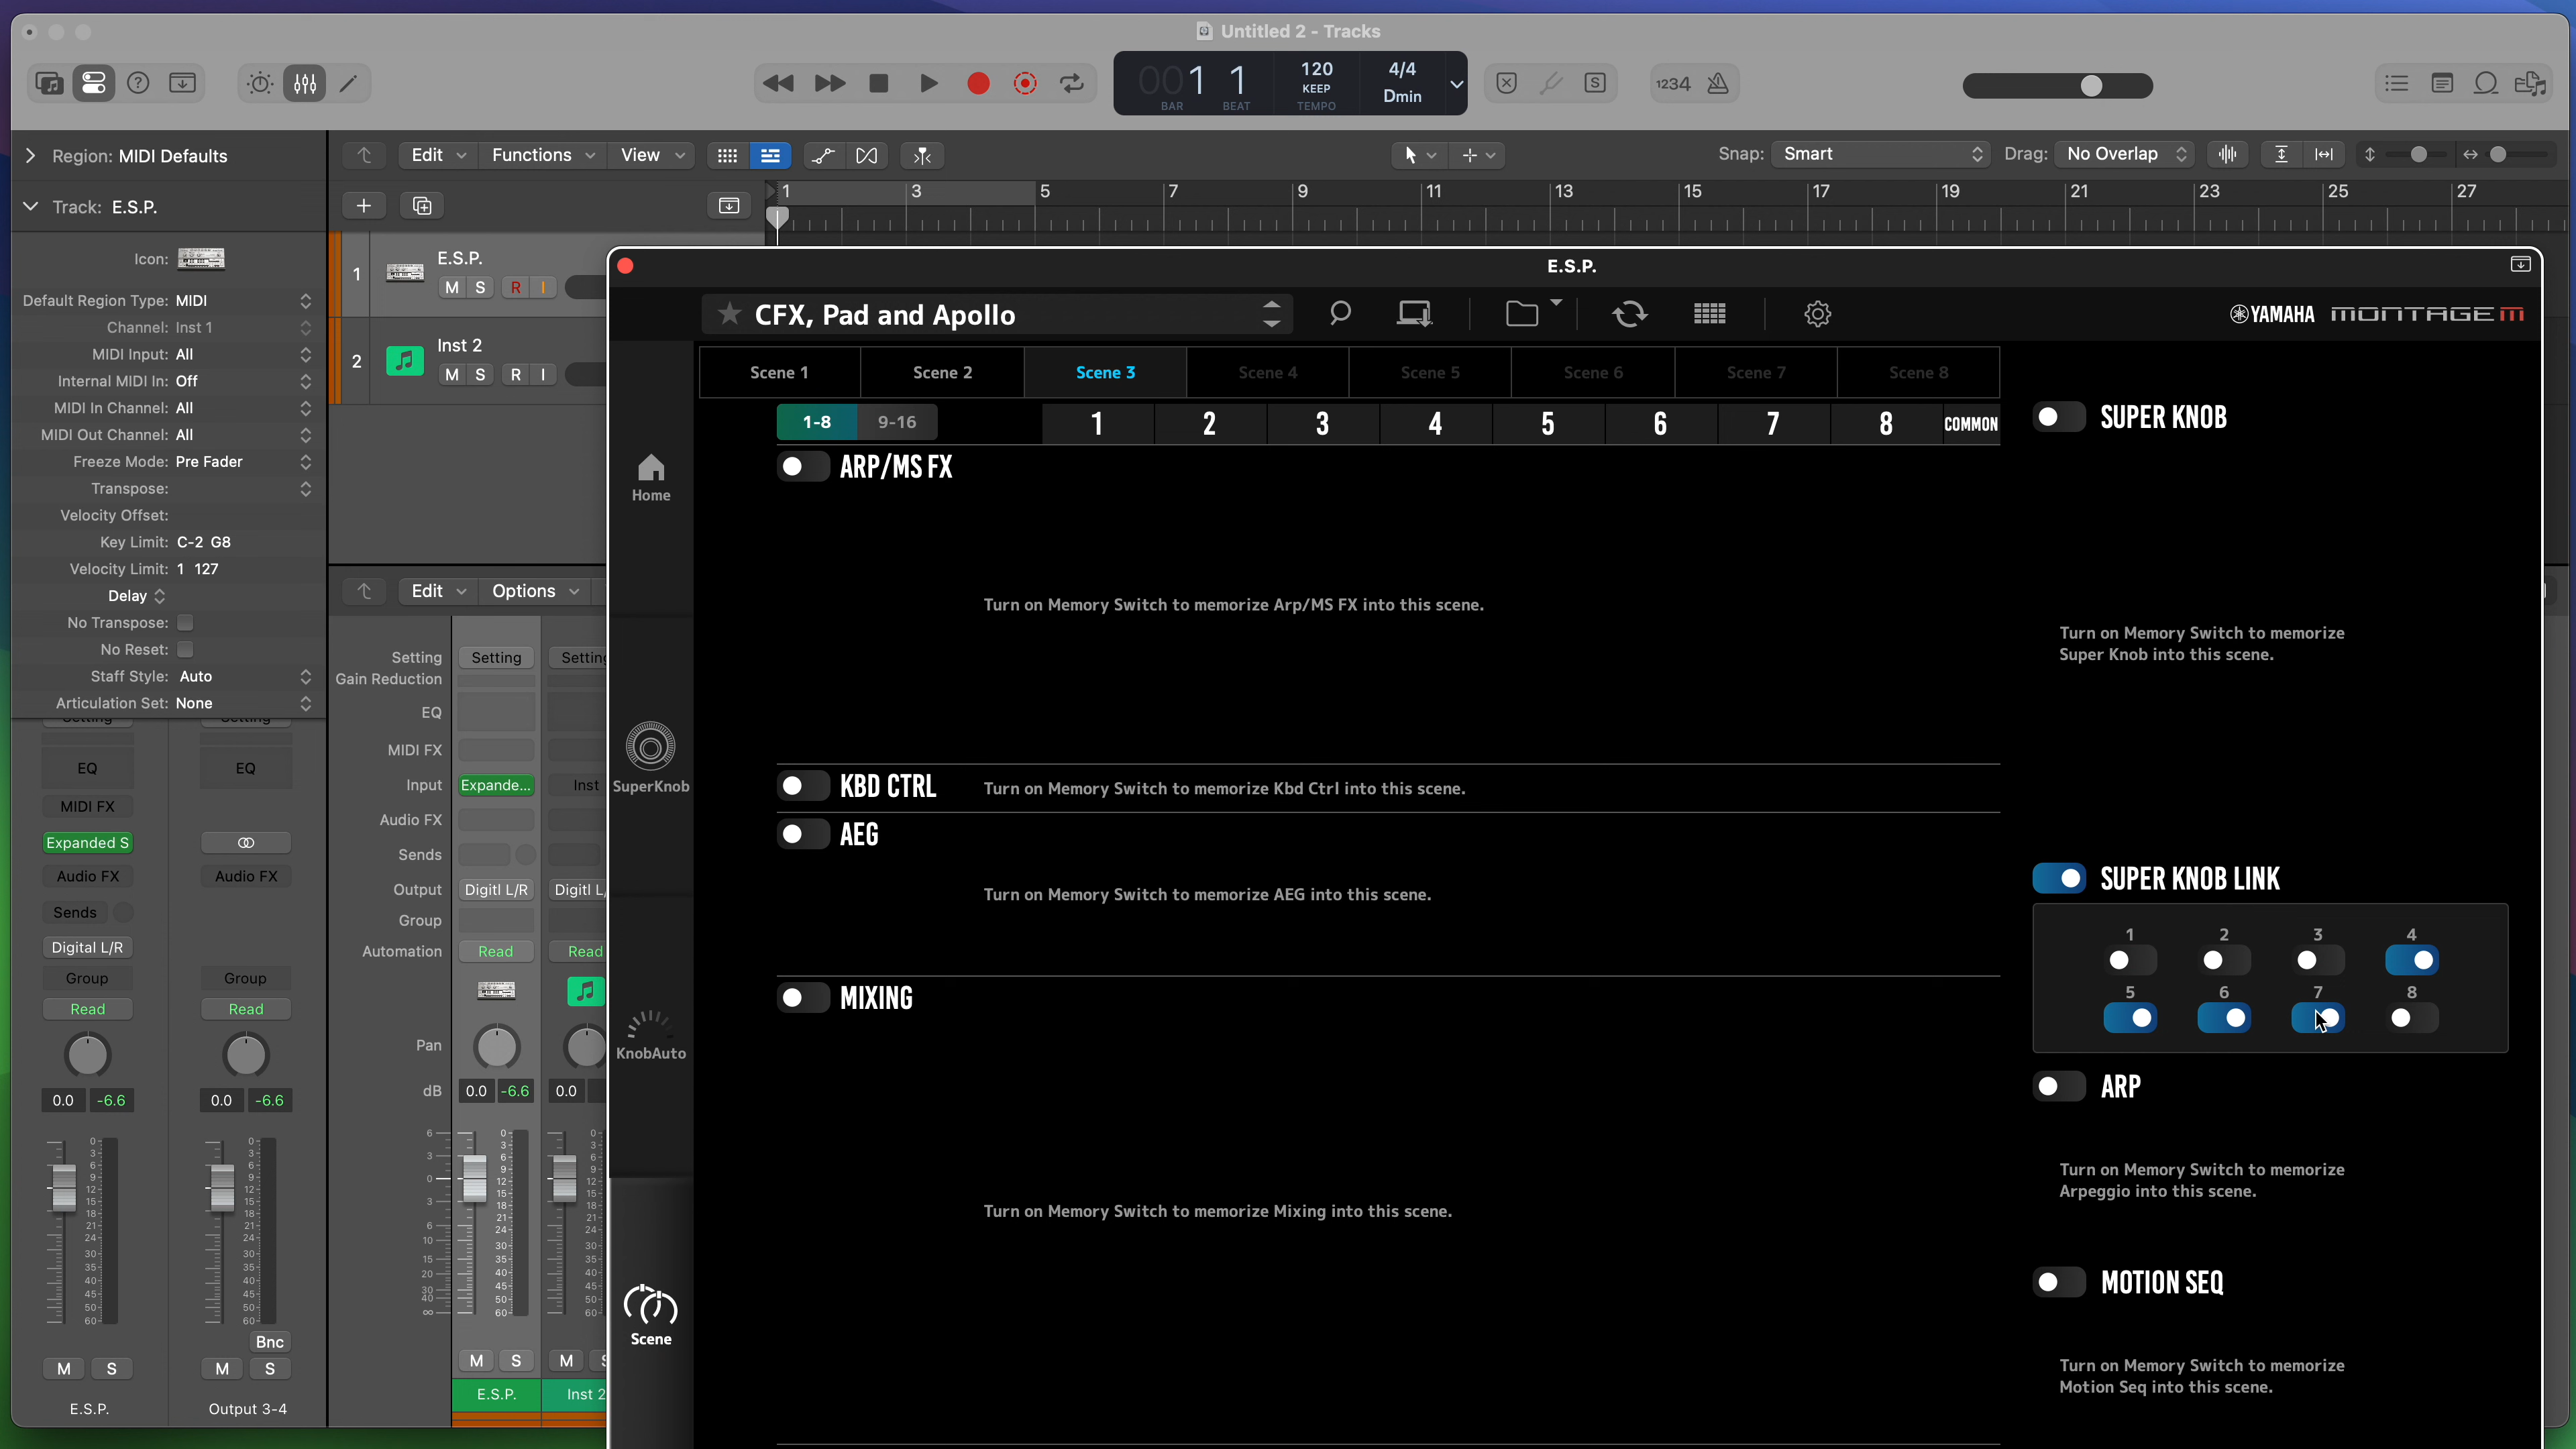 Untitled 2 - Tracks
001 1
BAR BEAT
120
KEEP
TEMPO
4/4
Dmin
S
1234
Region: MIDI Defaults
Track: E.S.P.
Icon:
Default Region Type: MIDI
Channel: Inst 1
MIDI Input: All
Internal MIDI In: Off
MIDI In Channel: All
MIDI Out Channel: All
Freeze Mode: Pre Fader
Transpose:
Velocity Offset:
Key Limit: C-2 G8
Velocity Limit: 1 127
Delay
No Transpose:
No Reset:
Staff Style: Auto
Articulation Set: None
Edit Functions View
Snap: Smart Drag: No Overlap
1 3 5 7 9 11 13 15 17 19 21 23 25 27
1 E.S.P.
M S R I
2 Inst 2
M S R I
EQ EQ
MIDI FX
Expanded S
Audio FX Audio FX
Sends
Digital L/R
Group Group
Read Read
0.0 -6.6 0.0 -6.6
Bnc
M S M S
E.S.P. Output 3-4
Edit Options
Setting Setting Setting
Gain Reduction
EQ
MIDI FX
Input Expande... Inst
Audio FX
Sends
Output Digitl L/R Digitl L/
Group
Automation Read Read
Pan
dB 0.0 -6.6 0.0
M S M S
E.S.P. Inst 2
E.S.P.
CFX, Pad and Apollo
YAMAHA MONTAGE M
Home
SuperKnob
KnobAuto
Scene
Scene 1 Scene 2 Scene 3 Scene 4 Scene 5 Scene 6 Scene 7 Scene 8
1-8 9-16 1 2 3 4 5 6 7 8 COMMON
ARP/MS FX
Turn on Memory Switch to memorize Arp/MS FX into this scene.
KBD CTRL Turn on Memory Switch to memorize Kbd Ctrl into this scene.
AEG
Turn on Memory Switch to memorize AEG into this scene.
MIXING
Turn on Memory Switch to memorize Mixing into this scene.
SUPER KNOB
Turn on Memory Switch to memorize
Super Knob into this scene.
SUPER KNOB LINK
1 2 3 4
5 6 7 8
ARP
Turn on Memory Switch to memorize
Arpeggio into this scene.
MOTION SEQ
Turn on Memory Switch to memorize
Motion Seq into this scene.